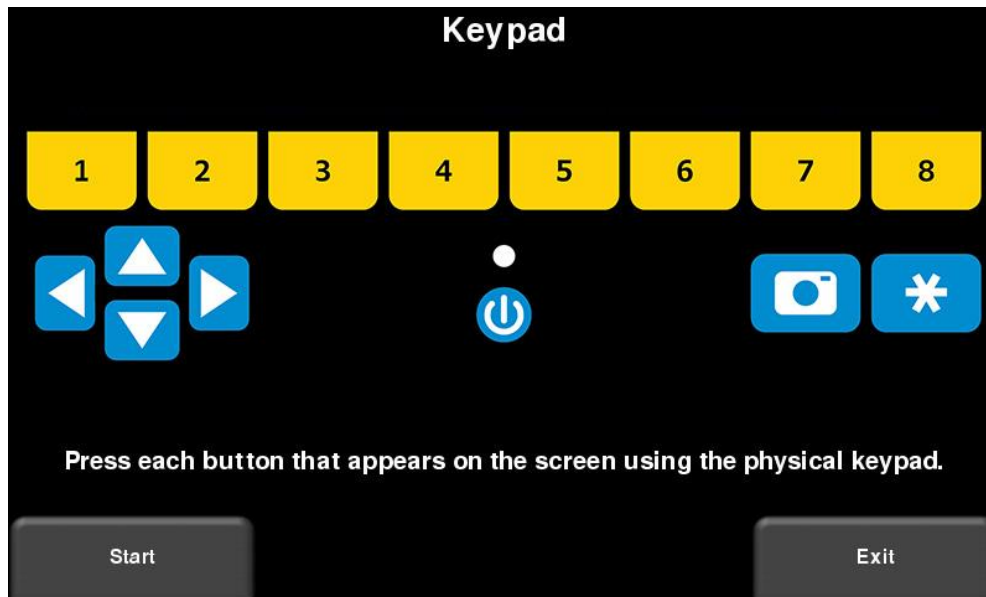 Keypad
1 2 3 4 5 6 7 8
Press each button that appears on the screen using the physical keypad.
Start Exit